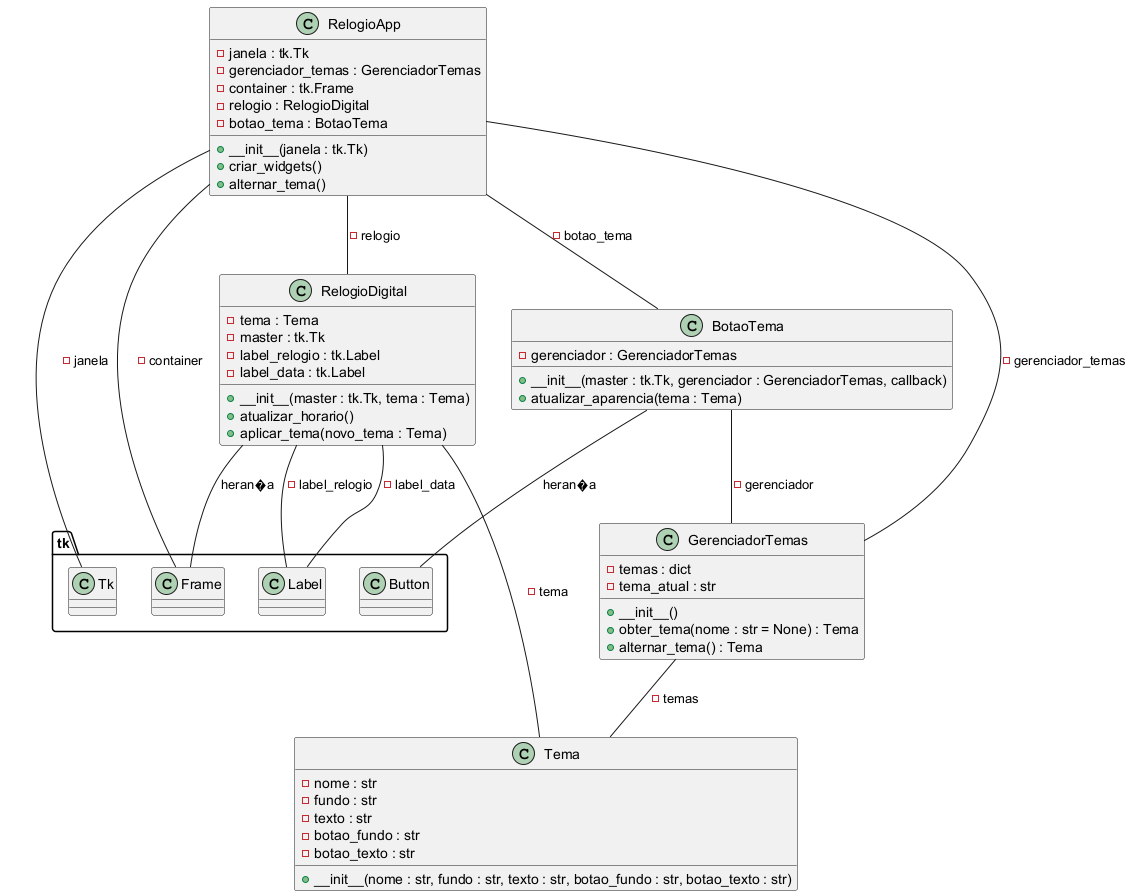 C RelogioApp
janela : tk.Tk
gerenciador_temas : GerenciadorTemas
container : tk.Frame
relogio : RelogioDigital
botao_tema : BotaoTema
__init__(janela : tk.Tk)
criar_widgets()
alternar_tema()
relogio
botao_tema
C RelogioDigital
tema : Tema
master : tk.Tk
label_relogio : tk.Label
label_data : tk.Label
__init__(master : tk.Tk, tema : Tema)
atualizar_horario()
aplicar_tema(novo_tema : Tema)
C BotaoTema
gerenciador : GerenciadorTemas
__init__(master : tk.Tk, gerenciador : GerenciadorTemas, callback)
atualizar_aparencia(tema : Tema)
janela
container
gerenciador_temas
heran�a
label_relogio
label_data
heran�a
gerenciador
tk
C Tk
C Frame
C Label
C Button
C GerenciadorTemas
temas : dict
tema_atual : str
__init__()
obter_tema(nome : str = None) : Tema
alternar_tema() : Tema
tema
temas
C Tema
nome : str
fundo : str
texto : str
botao_fundo : str
botao_texto : str
__init__(nome : str, fundo : str, texto : str, botao_fundo : str, botao_texto : str)